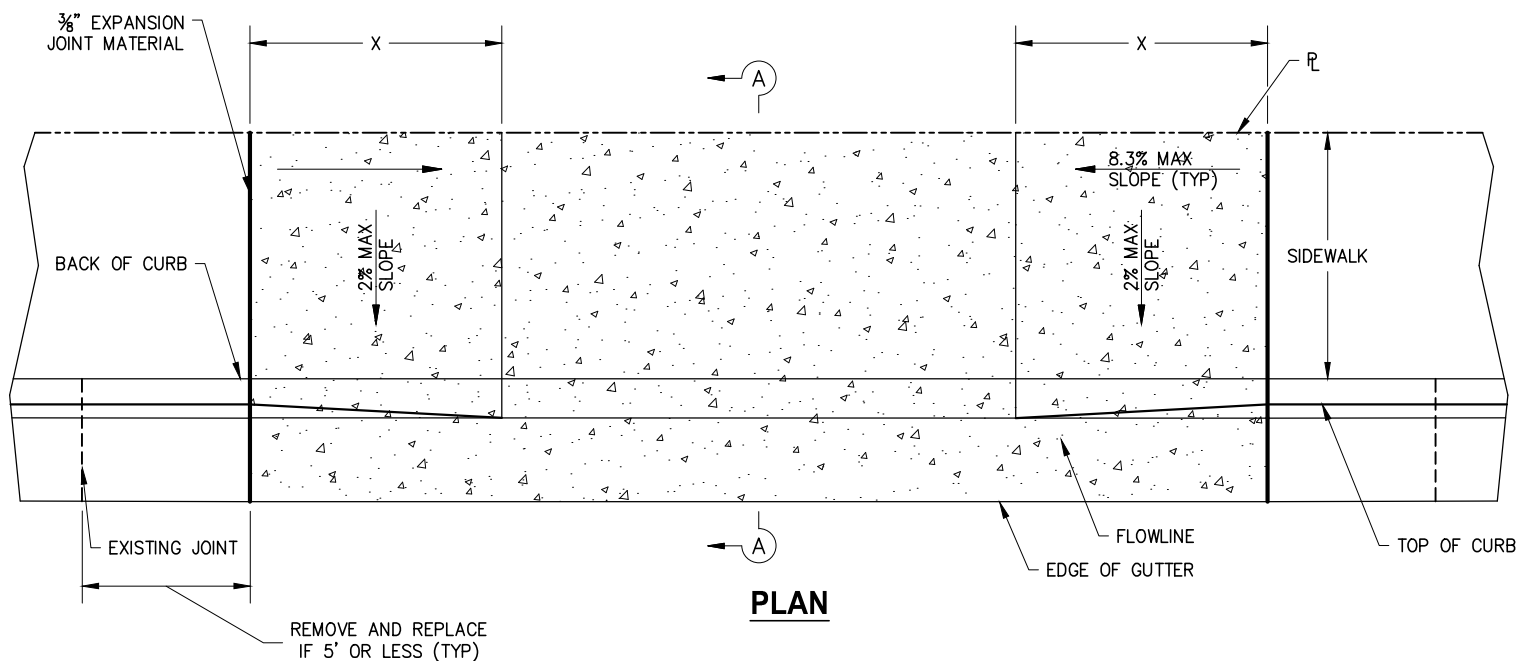 ⅜" EXPANSION
JOINT MATERIAL
X
X
A
℄
8.3% MAX
SLOPE (TYP)
2% MAX
SLOPE
2% MAX
SLOPE
SIDEWALK
BACK OF CURB
EXISTING JOINT
A
FLOWLINE
TOP OF CURB
EDGE OF GUTTER
PLAN
REMOVE AND REPLACE
IF 5' OR LESS (TYP)